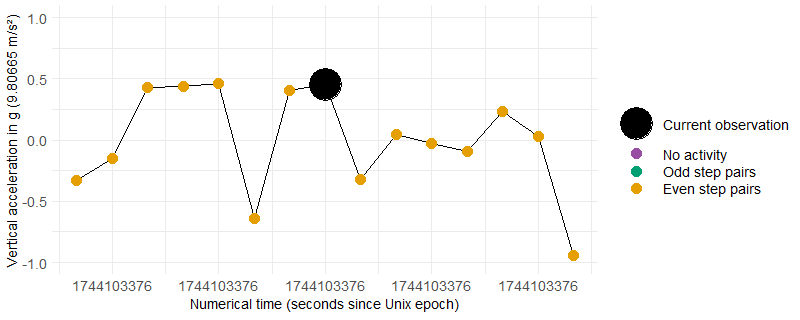 Vertical acceleration in g (9.80665 m/s²)
1.0
0.5
0.0
-0.5
-1.0
1744103376 1744103376 1744103376 1744103376 1744103376
Numerical time (seconds since Unix epoch)
Current observation
No activity
Odd step pairs
Even step pairs